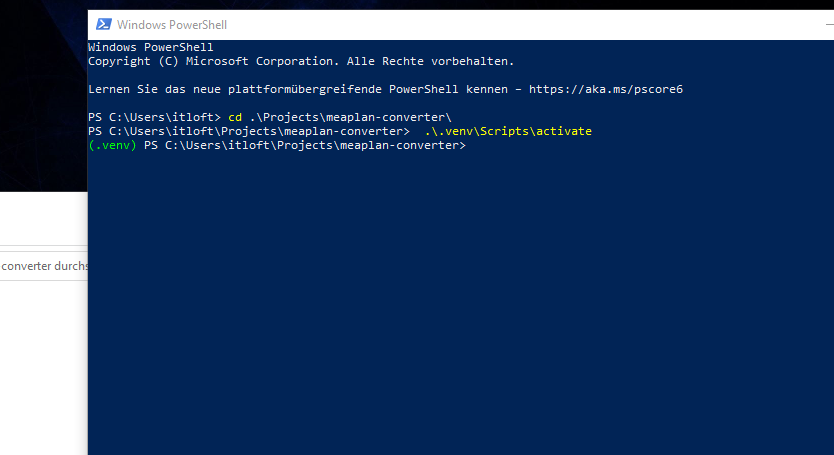 Windows PowerShell
Windows PowerShell
Copyright (C) Microsoft Corporation. Alle Rechte vorbehalten.
Lernen Sie das neue plattformübergreifende PowerShell kennen – https://aka.ms/pscore6
PS C:\Users\itloft> cd .\Projects\meaplan-converter\
PS C:\Users\itloft\Projects\meaplan-converter>  .\.venv\Scripts\activate
(.venv) PS C:\Users\itloft\Projects\meaplan-converter>
converter durchs